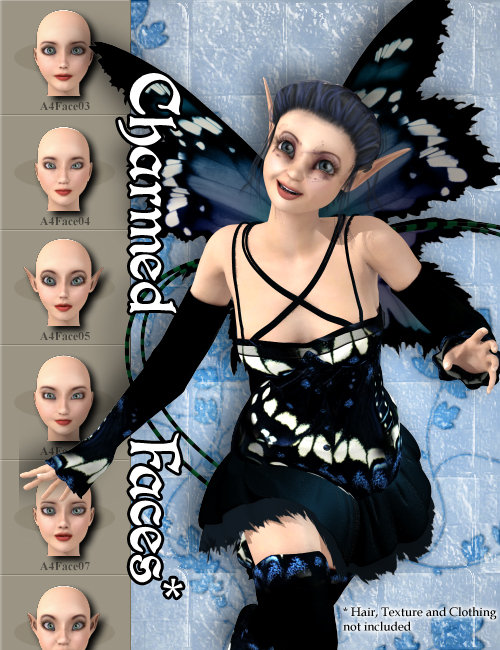 A4Face03
A4Face04
A4Face05
A4Face07
Charmed Faces*
* Hair, Texture and Clothing
not included